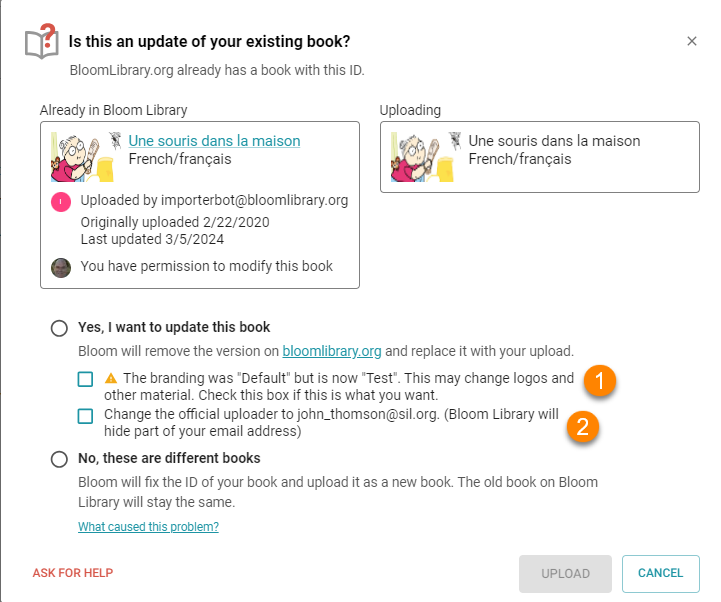 Is this an update of your existing book?
BloomLibrary.org already has a book with this ID.
Already in Bloom Library
Une souris dans la maison
French/français
I
Uploaded by importerbot@bloomlibrary.org
Originally uploaded 2/22/2020
Last updated 3/5/2024
You have permission to modify this book
Uploading
Une souris dans la maison
French/français
Yes, I want to update this book
Bloom will remove the version on bloomlibrary.org and replace it with your upload.
The branding was "Default" but is now "Test". This may change logos and
other material. Check this box if this is what you want.
1
Change the official uploader to john_thomson@sil.org. (Bloom Library will
hide part of your email address)
2
No, these are different books
Bloom will fix the ID of your book and upload it as a new book. The old book on Bloom
Library will stay the same.
What caused this problem?
ASK FOR HELP
UPLOAD
CANCEL